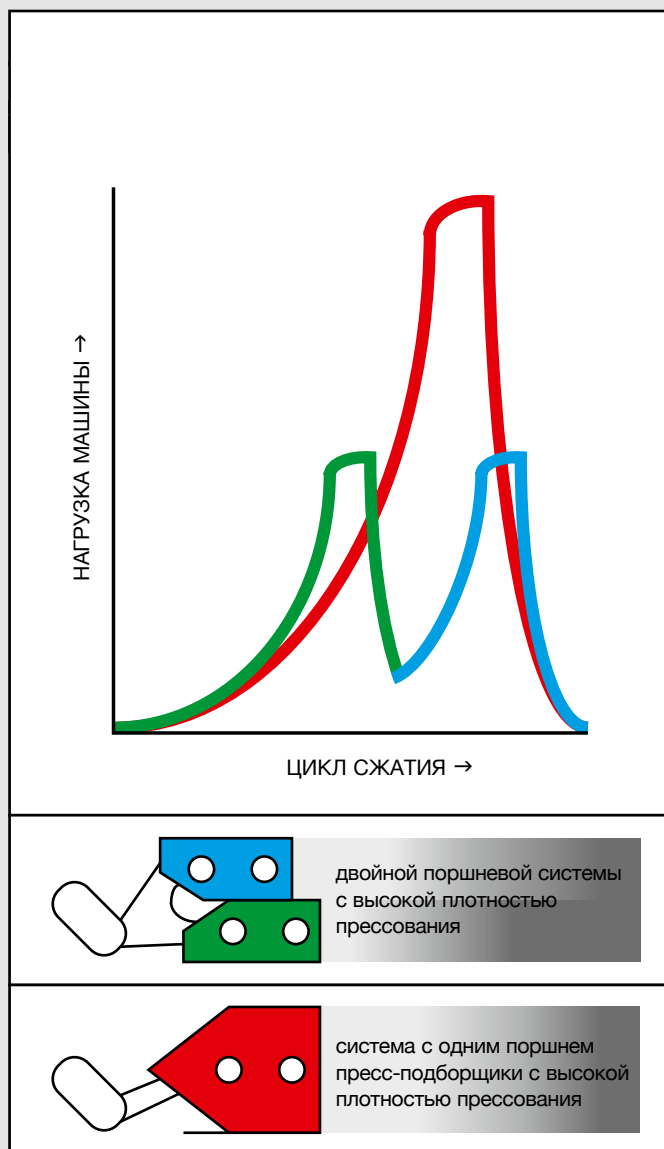 НАГРУЗКА МАШИНЫ →
ЦИКЛ СЖАТИЯ →
двойной поршневой системы
с высокой плотностью
прессования
система с одним поршнем
пресс-подборщики с высокой
плотностью прессования